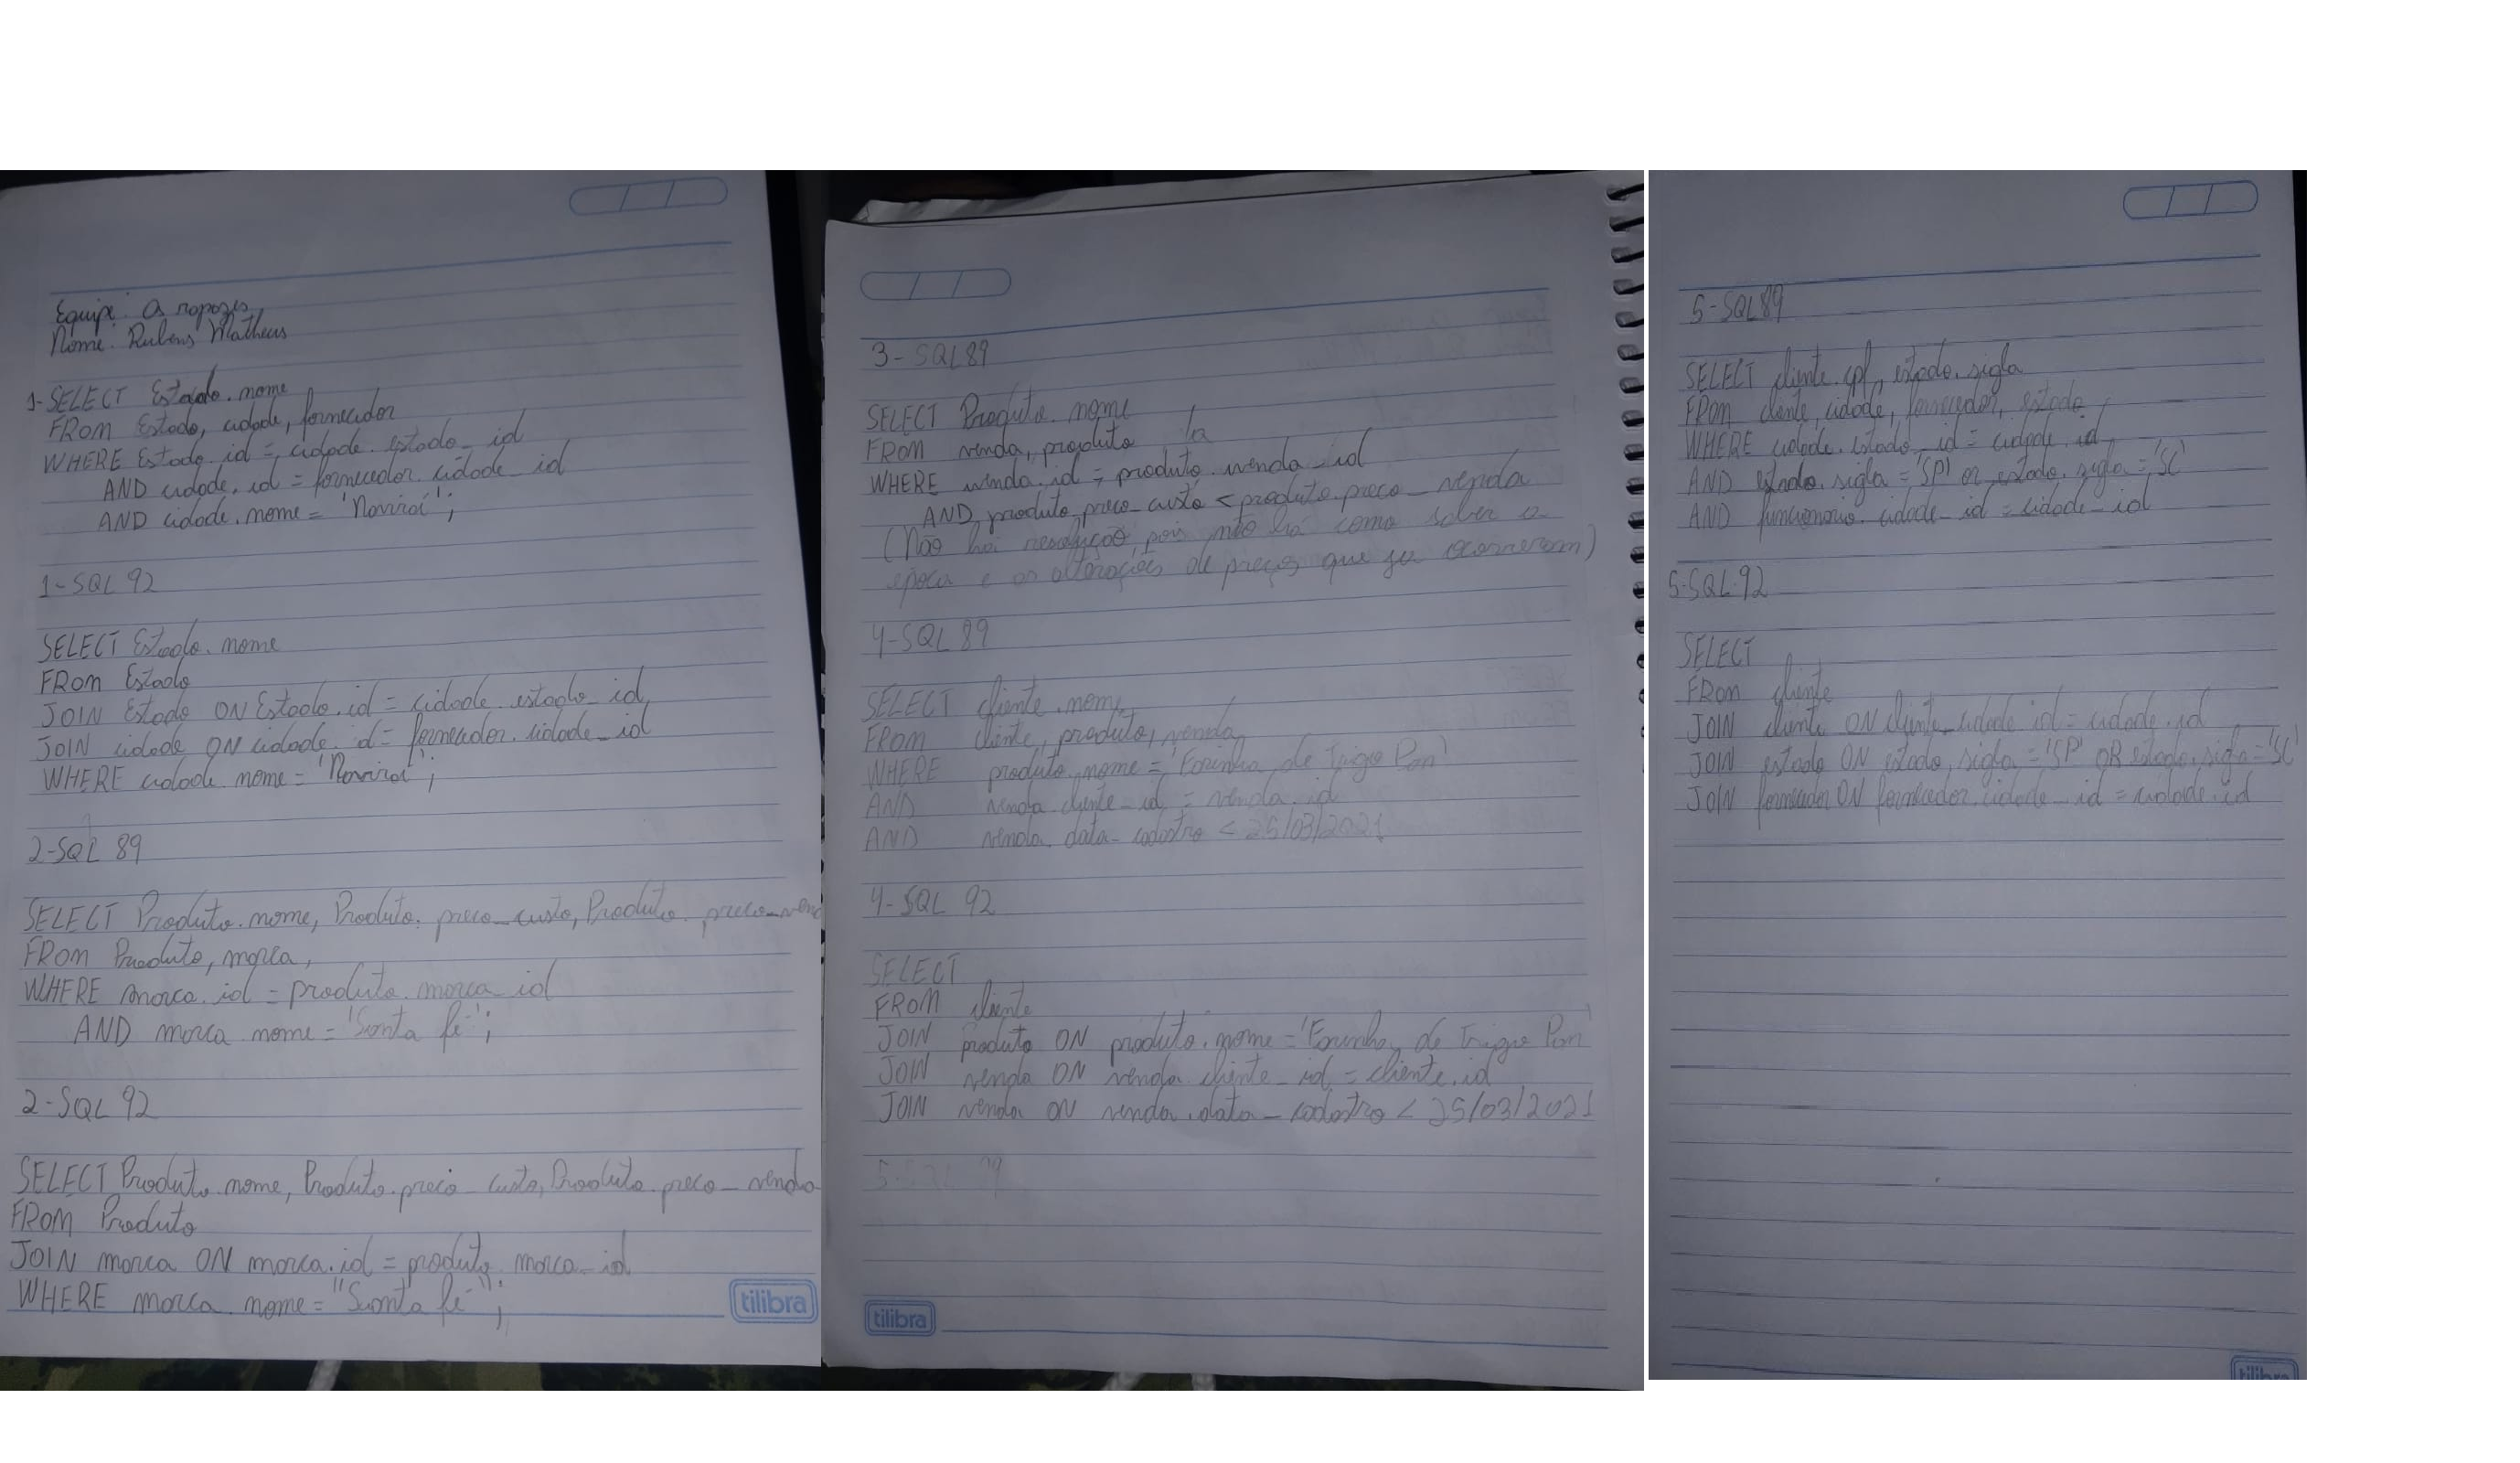 Equipe: Os rapazes
Nome: Rubens Matheus
1-SELECT Estado.nome
FROM Estado, cidade, fornecedor
WHERE Estado.id = cidade.estado_id
AND cidade.id = fornecedor.cidade_id
AND cidade.nome = 'Naviraí';
1-SQL 92
SELECT Estado.nome
FROM Estado
JOIN Estado ON Estado.id = cidade.estado_id
JOIN cidade ON cidade.id = fornecedor.cidade_id
WHERE cidade.nome = 'Naviraí';
2-SQL 89
SELECT Produto.nome, Produto.preco_custo, Produto.preco_vend
FROM Produto, marca,
WHERE marca.id = produto.marca_id
AND marca.nome = 'Santa fé';
2-SQL 92
SELECT Produto.nome, Produto.preco_custo, Produto.preco_venda
FROM Produto
JOIN marca ON marca.id = produto.marca_id
WHERE marca.nome = "Santa fé";
tilibra
3-SQL89
SELECT Produto.nome
FROM venda, produto
WHERE venda.id = produto.venda_id
AND produto.preco_custo < produto.preco_venda
(Não há resolução, pois não há como saber a
época e as alterações de preços que já ocorreram)
4-SQL 89
SELECT cliente.nome,
FROM cliente, produto, venda
WHERE produto.nome = 'Farinha de Trigo Pan'
AND venda.cliente_id = venda.id
AND venda.data_cadastro < 25/03/2021
4-SQL 92
SELECT
FROM cliente
JOIN produto ON produto.nome = 'Farinha de Trigo Pan'
JOIN venda ON venda.cliente_id = cliente.id
JOIN venda ON venda.data_cadastro < 25/03/2021
tilibra
5-SQL89
SELECT cliente.cpf, estado.sigla
FROM cliente, cidade, fornecedor, estado
WHERE cidade.estado_id = cidade.id
AND estado.sigla = 'SP' or estado.sigla = 'SC'
AND funcionario.cidade_id = cidade_id
5-SQL 92
SELECT
FROM cliente
JOIN cliente ON cliente_cidade.id = cidade.id
JOIN estado ON estado.sigla = 'SP' OR estado.sigla = 'SC'
JOIN fornecedor ON fornecedor.cidade_id = cidade.id
tilibra